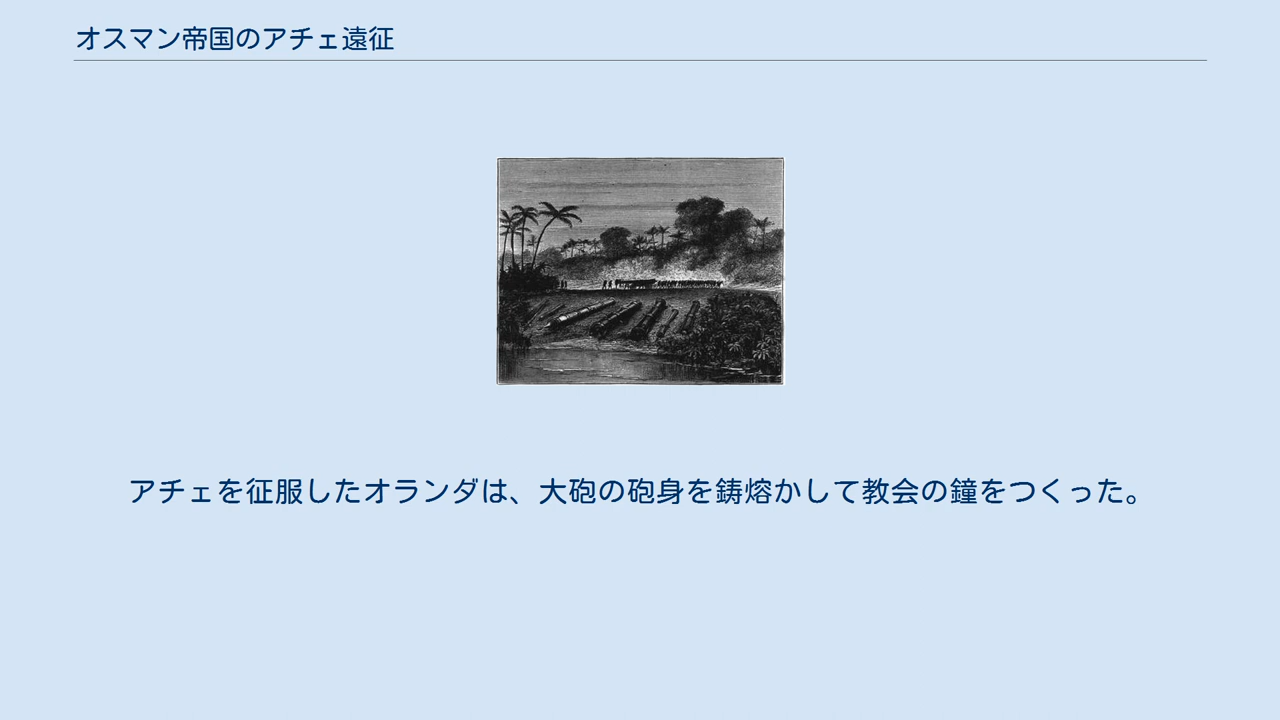 オスマン帝国のアチェ遠征
アチェを征服したオランダは、大砲の砲身を鋳熔かして教会の鐘をつくった。